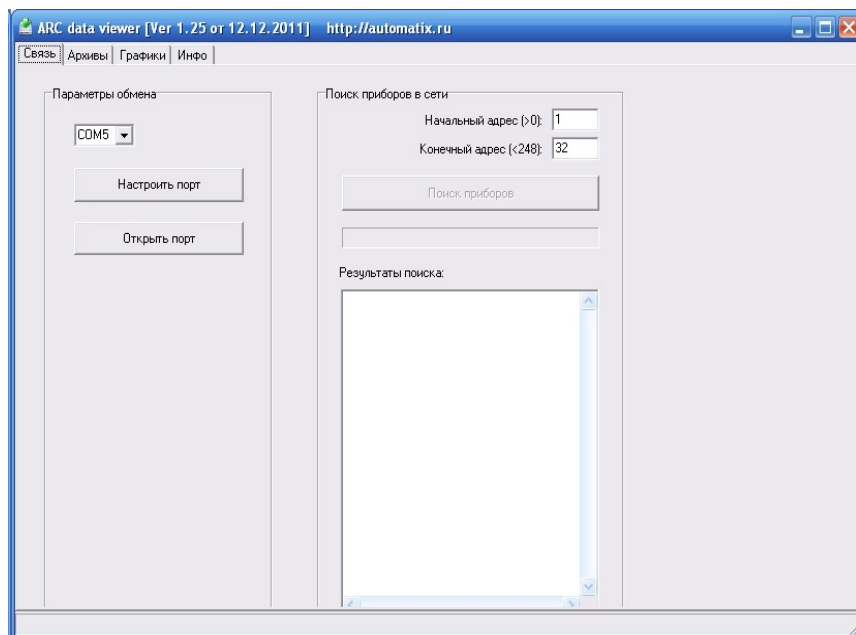 ARC data viewer [Ver 1.25 от 12.12.2011] http://automatix.ru
Связь Архивы Графики Инфо
Параметры обмена
COM5
Настроить порт
Открыть порт
Поиск приборов в сети
Начальный адрес (>0): 1
Конечный адрес (<248): 32
Поиск приборов
Результаты поиска: